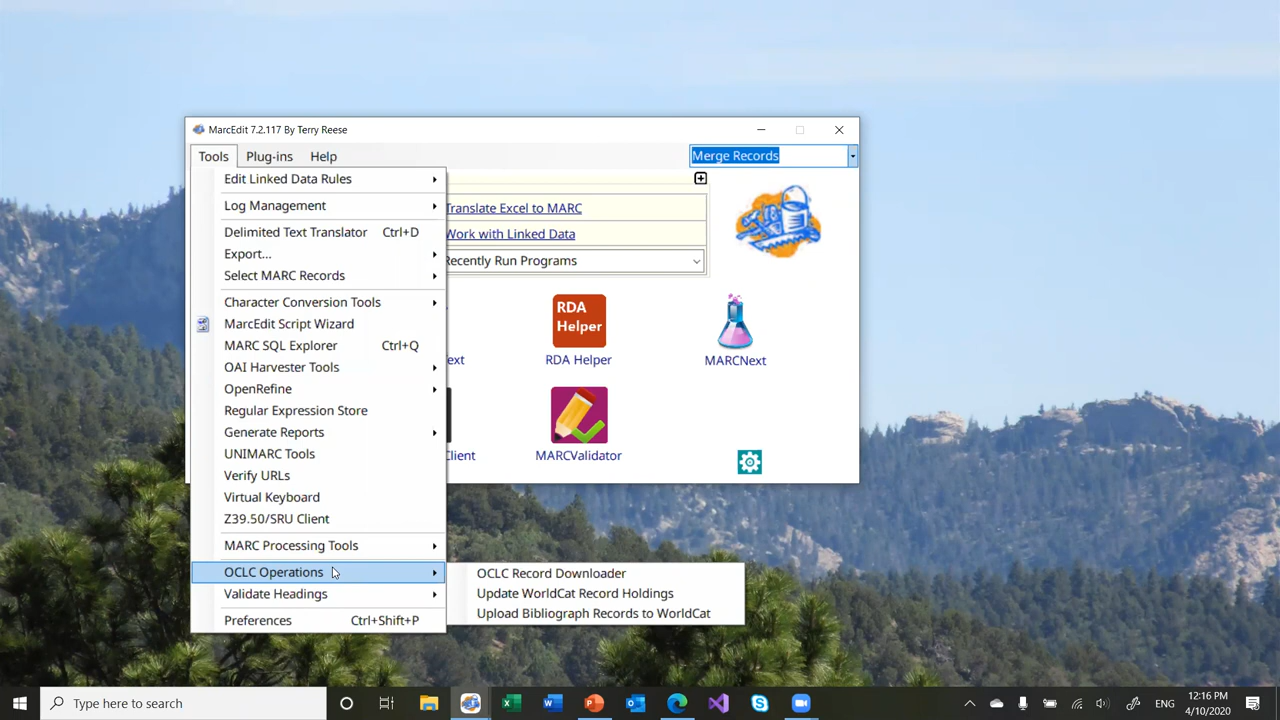 MarcEdit 7.2.117 By Terry Reese
Tools Plug-ins Help
Merge Records
Edit Linked Data Rules
Log Management
Delimited Text Translator Ctrl+D
Export...
Select MARC Records
Character Conversion Tools
MarcEdit Script Wizard
MARC SQL Explorer Ctrl+Q
OAI Harvester Tools
OpenRefine
Regular Expression Store
Generate Reports
UNIMARC Tools
Verify URLs
Virtual Keyboard
Z39.50/SRU Client
MARC Processing Tools
OCLC Operations
Validate Headings
Preferences Ctrl+Shift+P
OCLC Record Downloader
Update WorldCat Record Holdings
Upload Bibliograph Records to WorldCat
Translate Excel to MARC
Work with Linked Data
Recently Run Programs
RDA
Helper
ext
RDA Helper
MARCNext
Client
MARCValidator
Type here to search
ENG
12:16 PM
4/10/2020